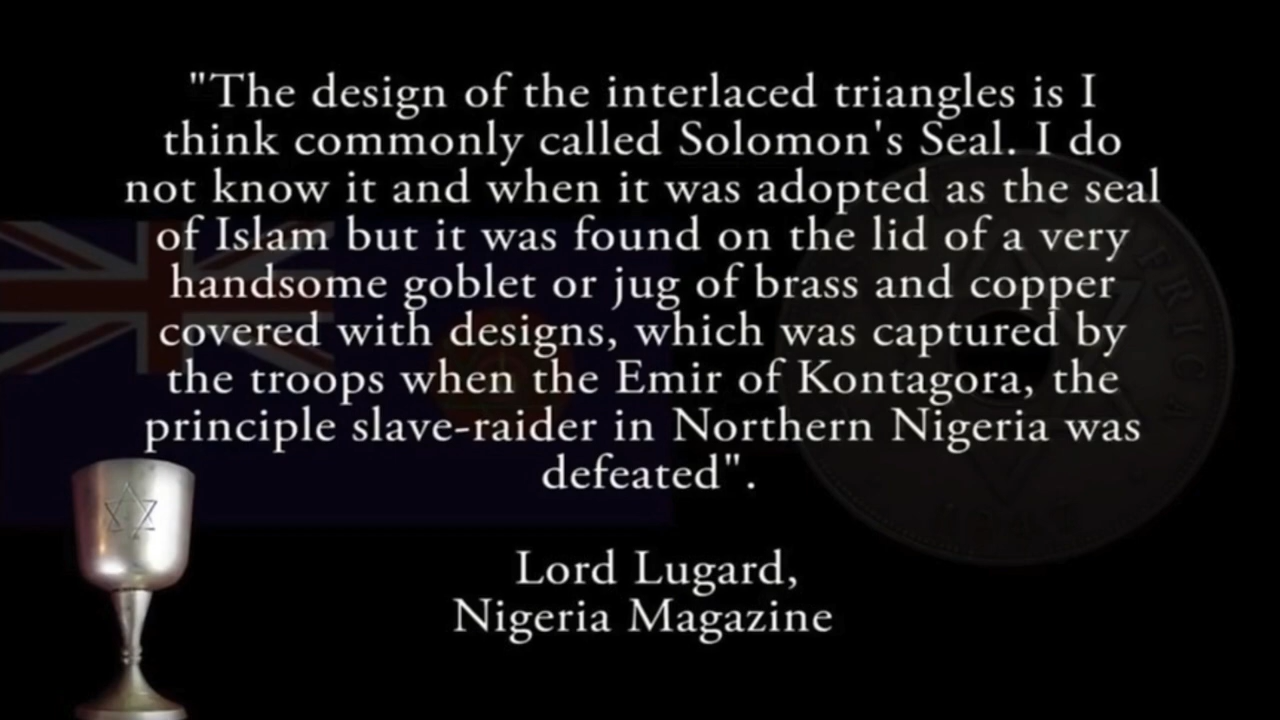 "The design of the interlaced triangles is I
think commonly called Solomon's Seal. I do
not know it and when it was adopted as the seal
of Islam but it was found on the lid of a very
handsome goblet or jug of brass and copper
covered with designs, which was captured by
the troops when the Emir of Kontagora, the
principle slave-raider in Northern Nigeria was
defeated".
Lord Lugard,
Nigeria Magazine
FRICA